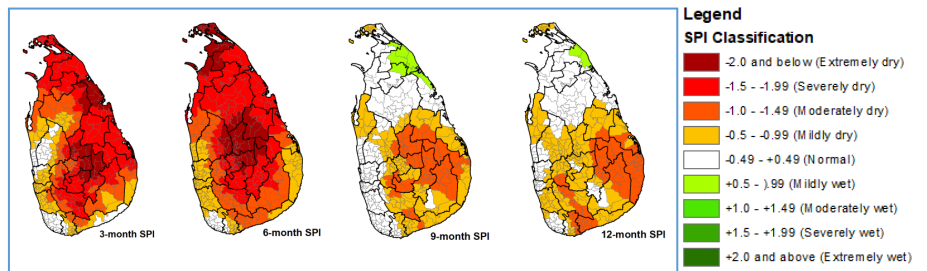 3-month SPI
6-month SPI
9-month SPI
12-month SPI
Legend
SPI Classification
-2.0 and below (Extremely dry)
-1.5 - -1.99 (Severely dry)
-1.0 - -1.49 (Moderately dry)
-0.5 - -0.99 (Mildly dry)
-0.49 - +0.49 (Normal)
+0.5 - ).99 (Mildly wet)
+1.0 - +1.49 (Moderately wet)
+1.5 - +1.99 (Severely wet)
+2.0 and above (Extremely wet)